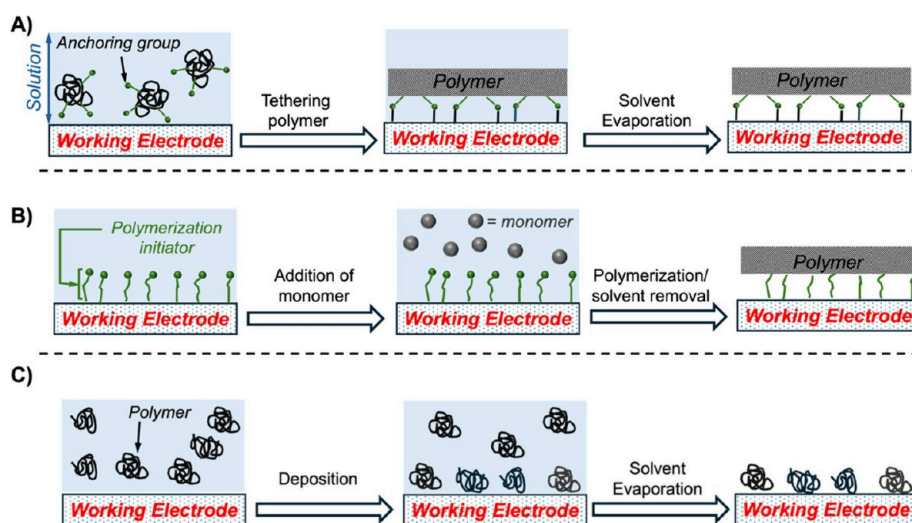 A)
Solution
Anchoring group
Working Electrode
Tethering
polymer
Polymer
Working Electrode
Solvent
Evaporation
Polymer
Working Electrode
B)
Polymerization
initiator
Working Electrode
Addition of
monomer
= monomer
Working Electrode
Polymerization/
solvent removal
Polymer
Working Electrode
C)
Polymer
Working Electrode
Deposition
Working Electrode
Solvent
Evaporation
Working Electrode